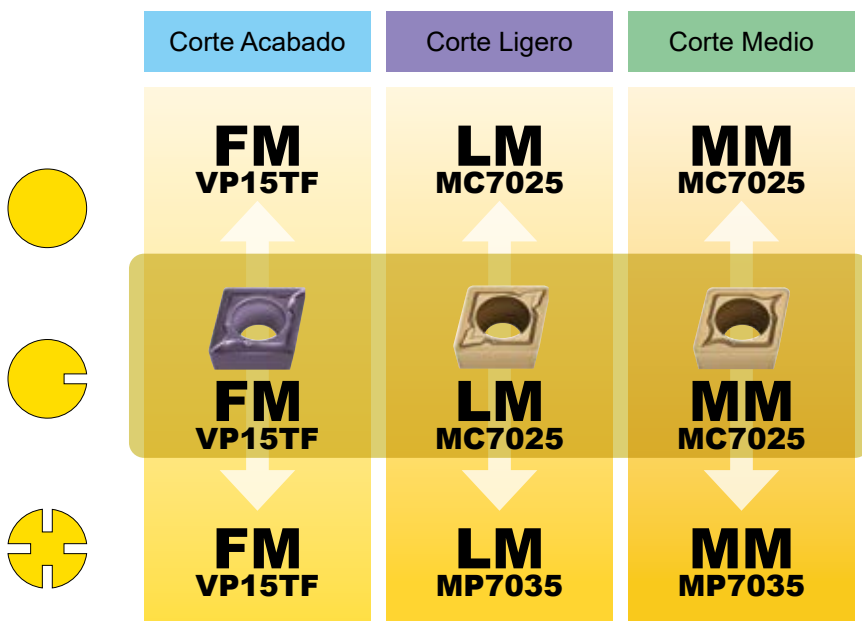 Corte Acabado
Corte Ligero
Corte Medio
FM
VP15TF
LM
MC7025
MM
MC7025
FM
VP15TF
LM
MC7025
MM
MC7025
FM
VP15TF
LM
MP7035
MM
MP7035